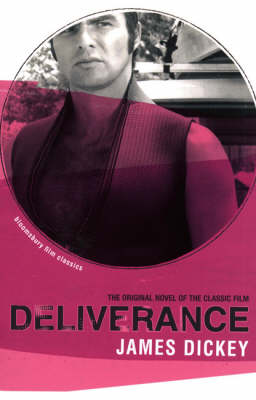 bloomsbury film classics
THE ORIGINAL NOVEL OF THE CLASSIC FILM
DELIVERANCE
JAMES DICKEY